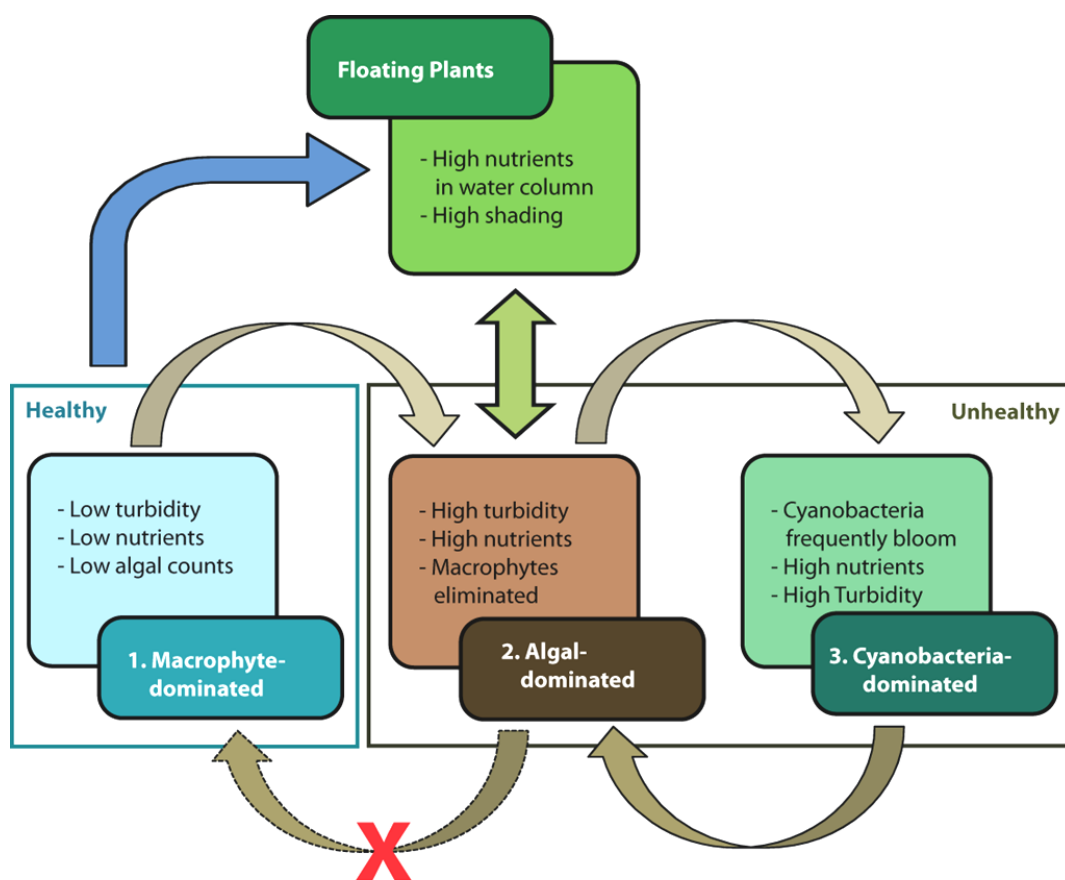 Floating Plants
- High nutrients
in water column
- High shading
Healthy
Unhealthy
- Low turbidity
- Low nutrients
- Low algal counts
1. Macrophyte-
dominated
- High turbidity
- High nutrients
- Macrophytes
eliminated
2. Algal-
dominated
- Cyanobacteria
frequently bloom
- High nutrients
- High Turbidity
3. Cyanobacteria-
dominated
X